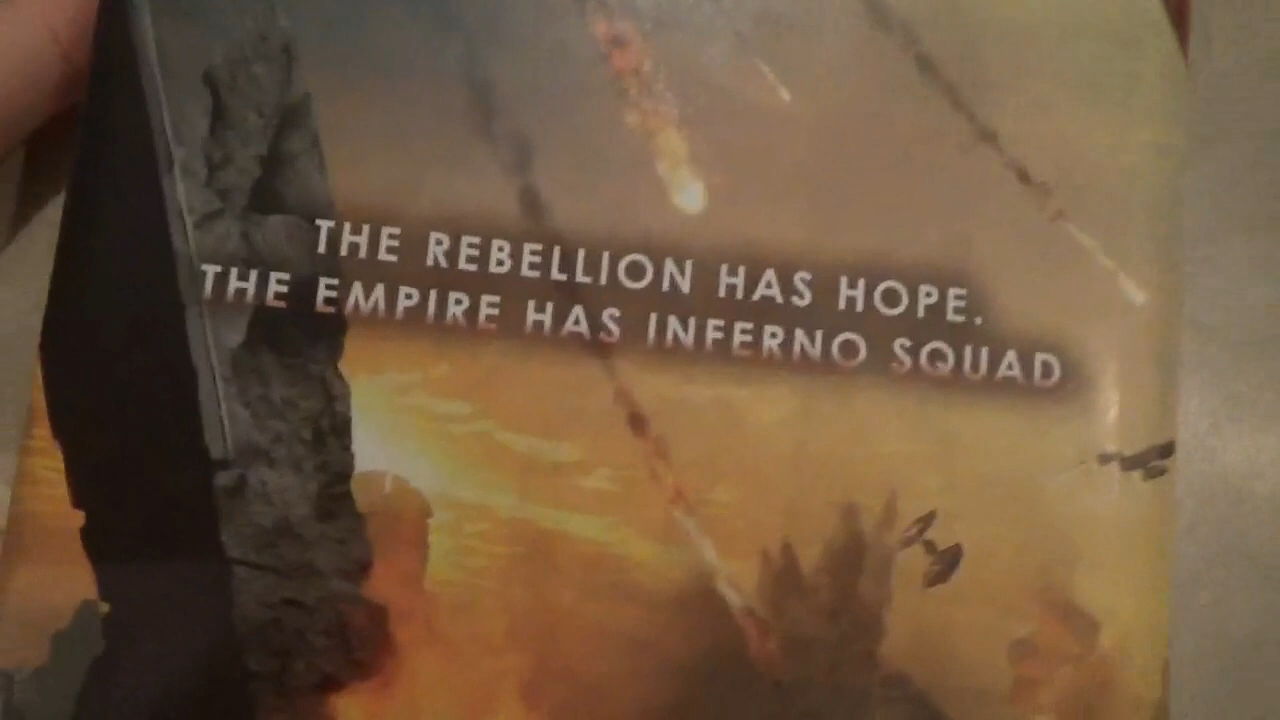 THE REBELLION HAS HOPE.
THE EMPIRE HAS INFERNO SQUAD